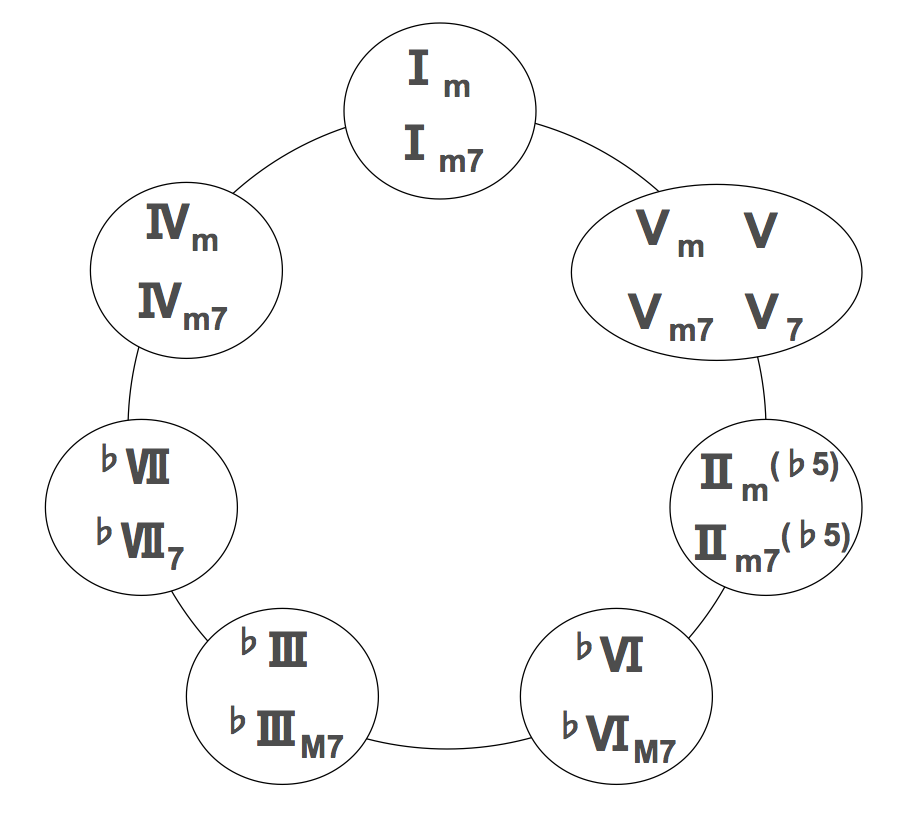 Ⅰm
Ⅰm7
Ⅳm
Ⅳm7
Ⅴm Ⅴ
Ⅴm7 Ⅴ7
♭Ⅶ
♭Ⅶ7
Ⅱm(♭5)
Ⅱm7(♭5)
♭Ⅲ
♭ⅢM7
♭Ⅵ
♭ⅥM7